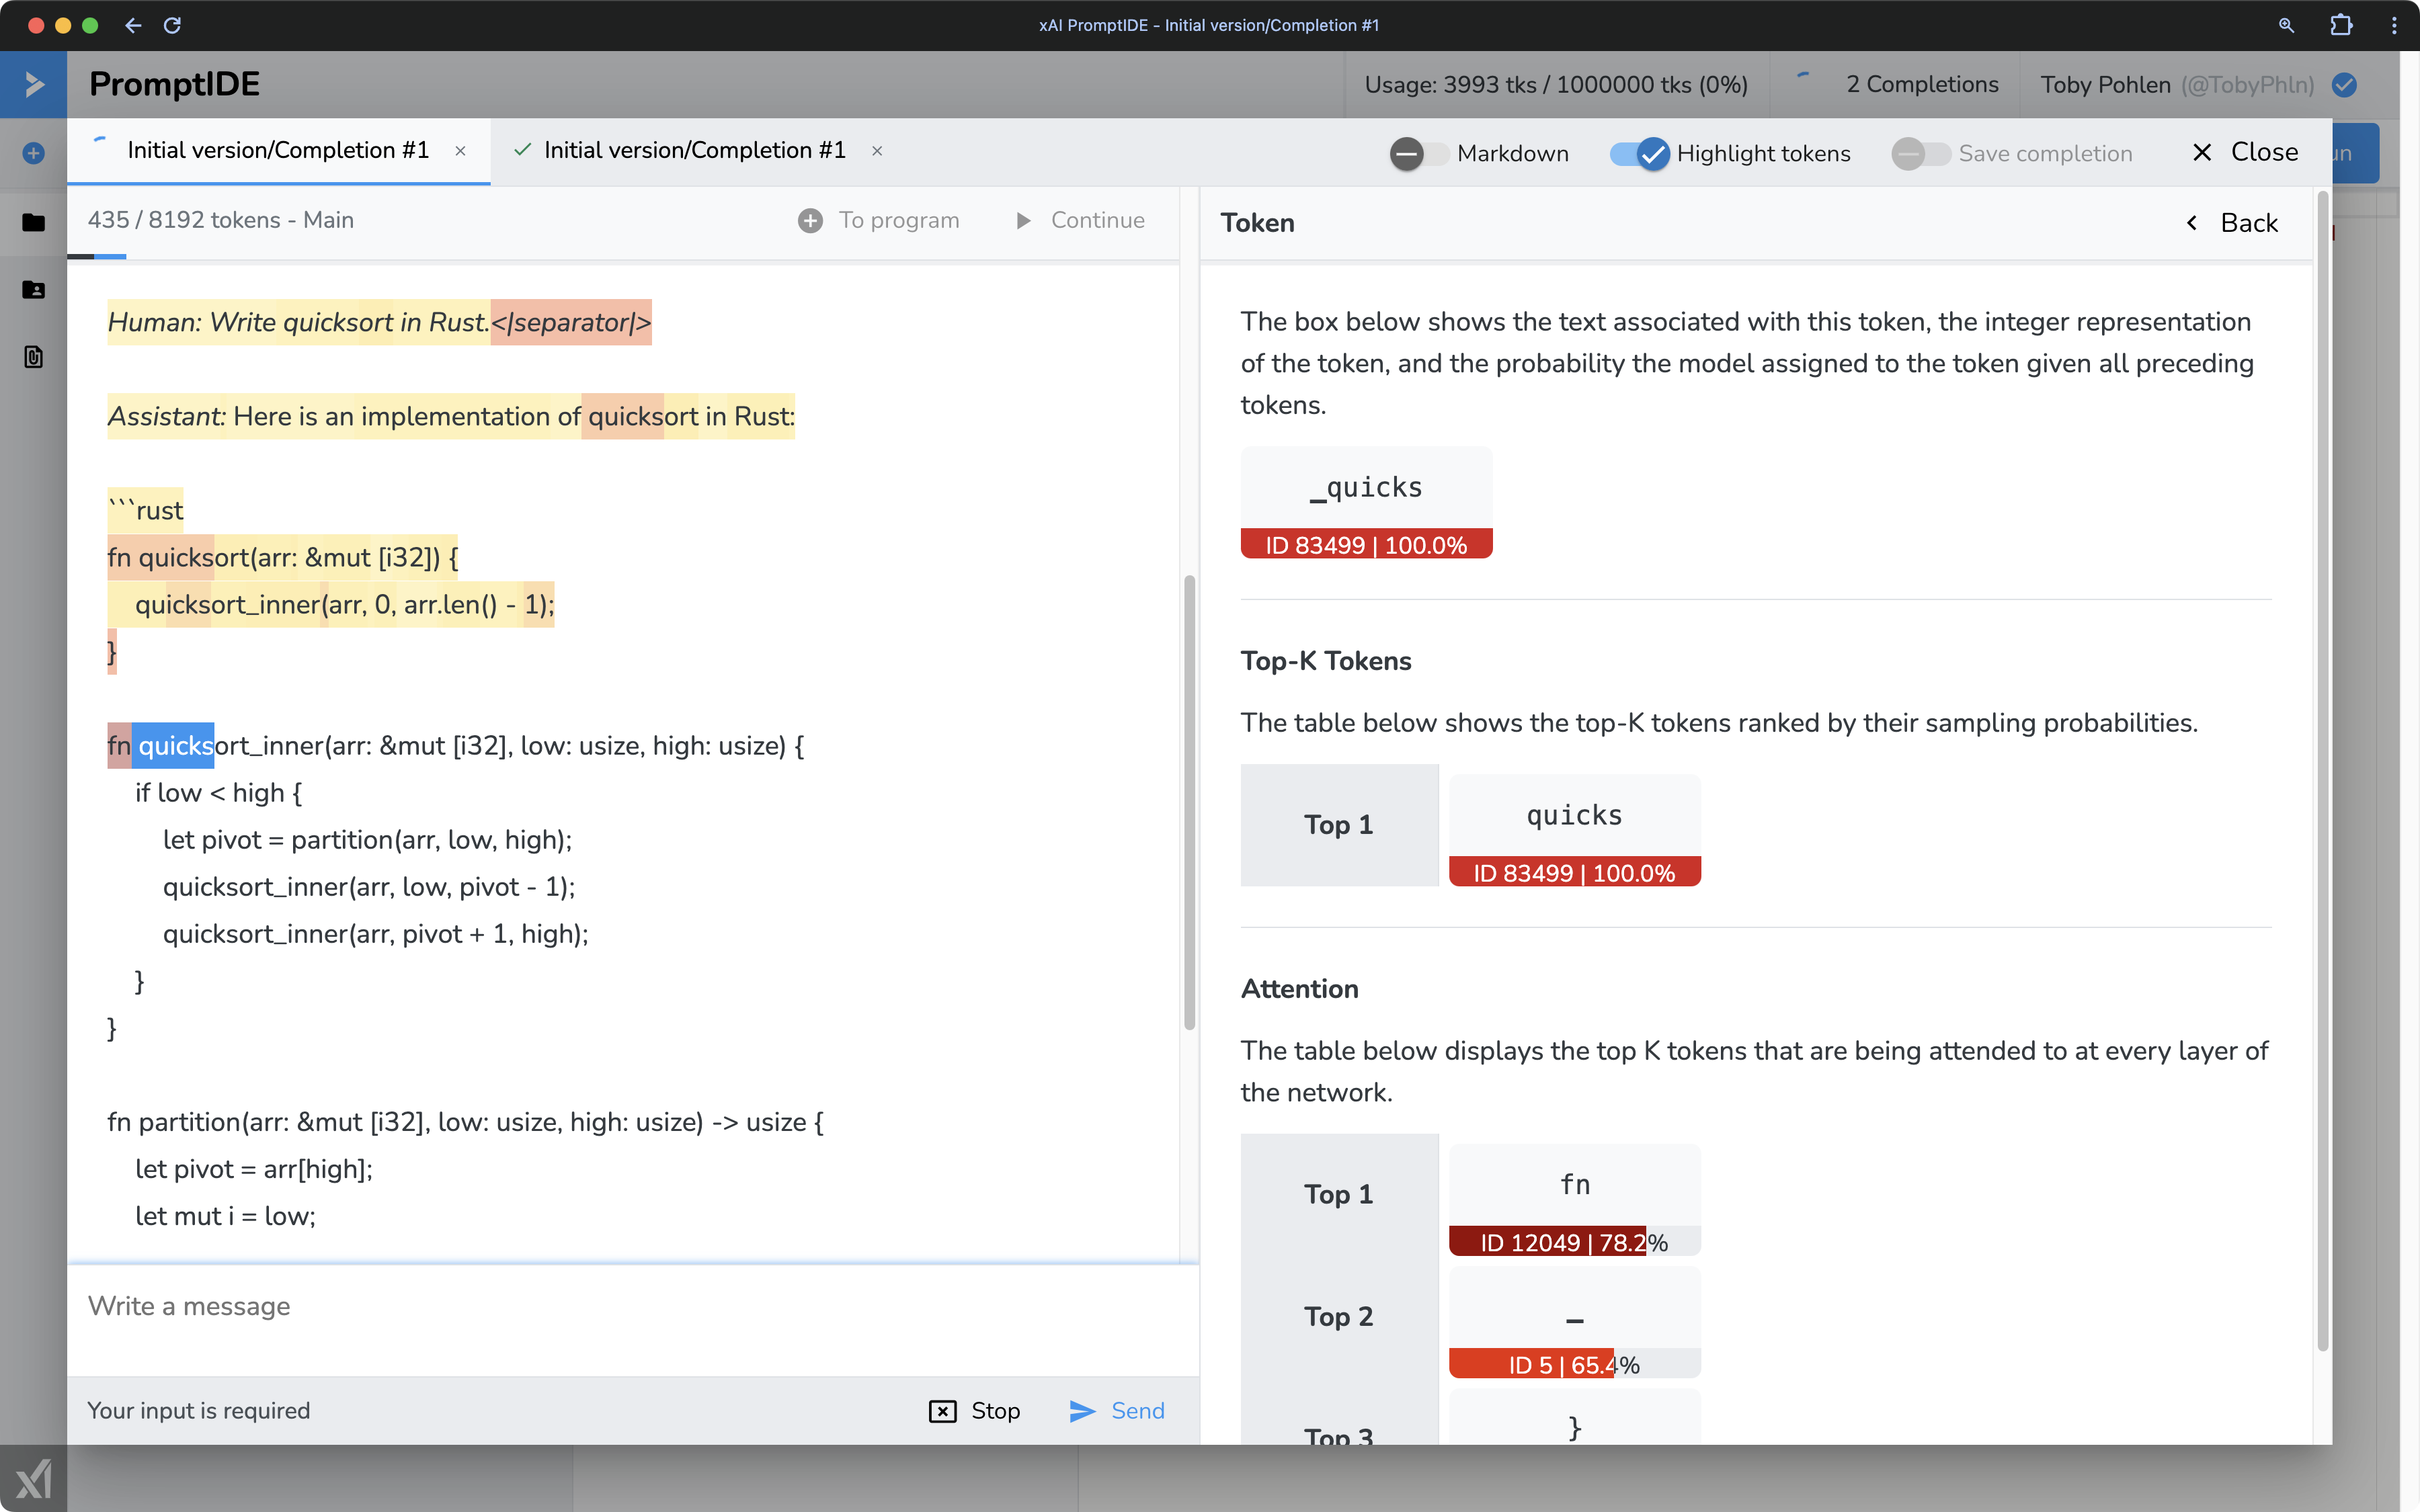 xAI PromptIDE - Initial version/Completion #1
PromptIDE
Usage: 3993 tks / 1000000 tks (0%)
2 Completions
Toby Pohlen (@TobyPhln)
Initial version/Completion #1 ×
Initial version/Completion #1 ×
Markdown
Highlight tokens
Save completion
Close
un
435 / 8192 tokens - Main
To program
Continue
Human: Write quicksort in Rust.<|separator|>
Assistant: Here is an implementation of quicksort in Rust:
```rust
fn quicksort(arr: &mut [i32]) {
quicksort_inner(arr, 0, arr.len() - 1);
}
fn quicksort_inner(arr: &mut [i32], low: usize, high: usize) {
if low < high {
let pivot = partition(arr, low, high);
quicksort_inner(arr, low, pivot - 1);
quicksort_inner(arr, pivot + 1, high);
}
}
fn partition(arr: &mut [i32], low: usize, high: usize) -> usize {
let pivot = arr[high];
let mut i = low;
Write a message
Your input is required
Stop
Send
Token
Back
The box below shows the text associated with this token, the integer representation
of the token, and the probability the model assigned to the token given all preceding
tokens.
_quicks
ID 83499 | 100.0%
Top-K Tokens
The table below shows the top-K tokens ranked by their sampling probabilities.
Top 1
quicks
ID 83499 | 100.0%
Attention
The table below displays the top K tokens that are being attended to at every layer of
the network.
Top 1
fn
ID 12049 | 78.2%
Top 2
_
ID 5 | 65.4%
Top 3
}
xI